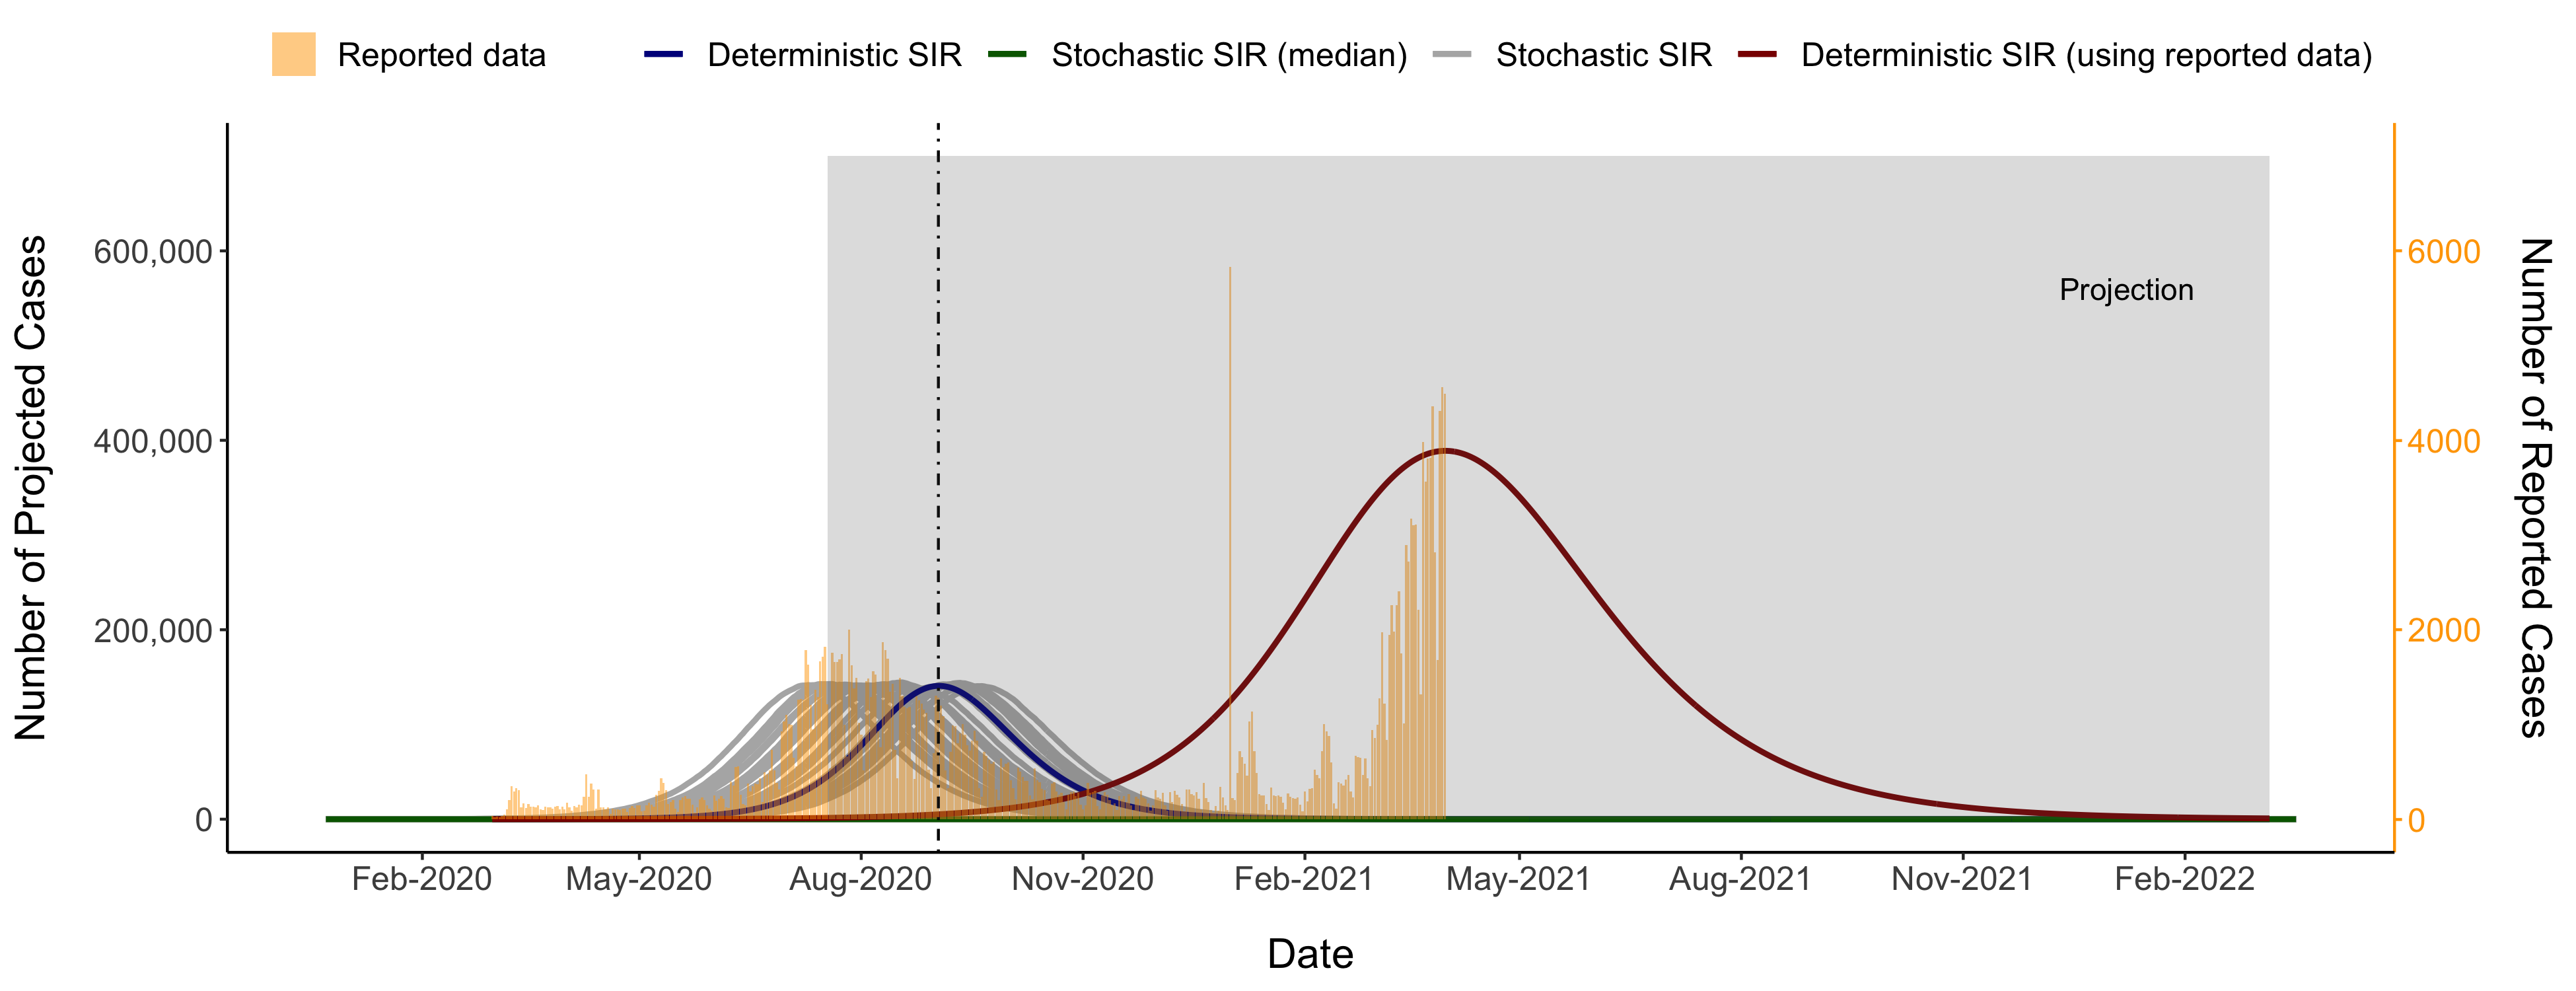 Reported data
Deterministic SIR
Stochastic SIR (median)
Stochastic SIR
Deterministic SIR (using reported data)
Number of Projected Cases
600,000
400,000
200,000
0
Projection
6000
4000
2000
0
Number of Reported Cases
Feb-2020
May-2020
Aug-2020
Nov-2020
Feb-2021
May-2021
Aug-2021
Nov-2021
Feb-2022
Date